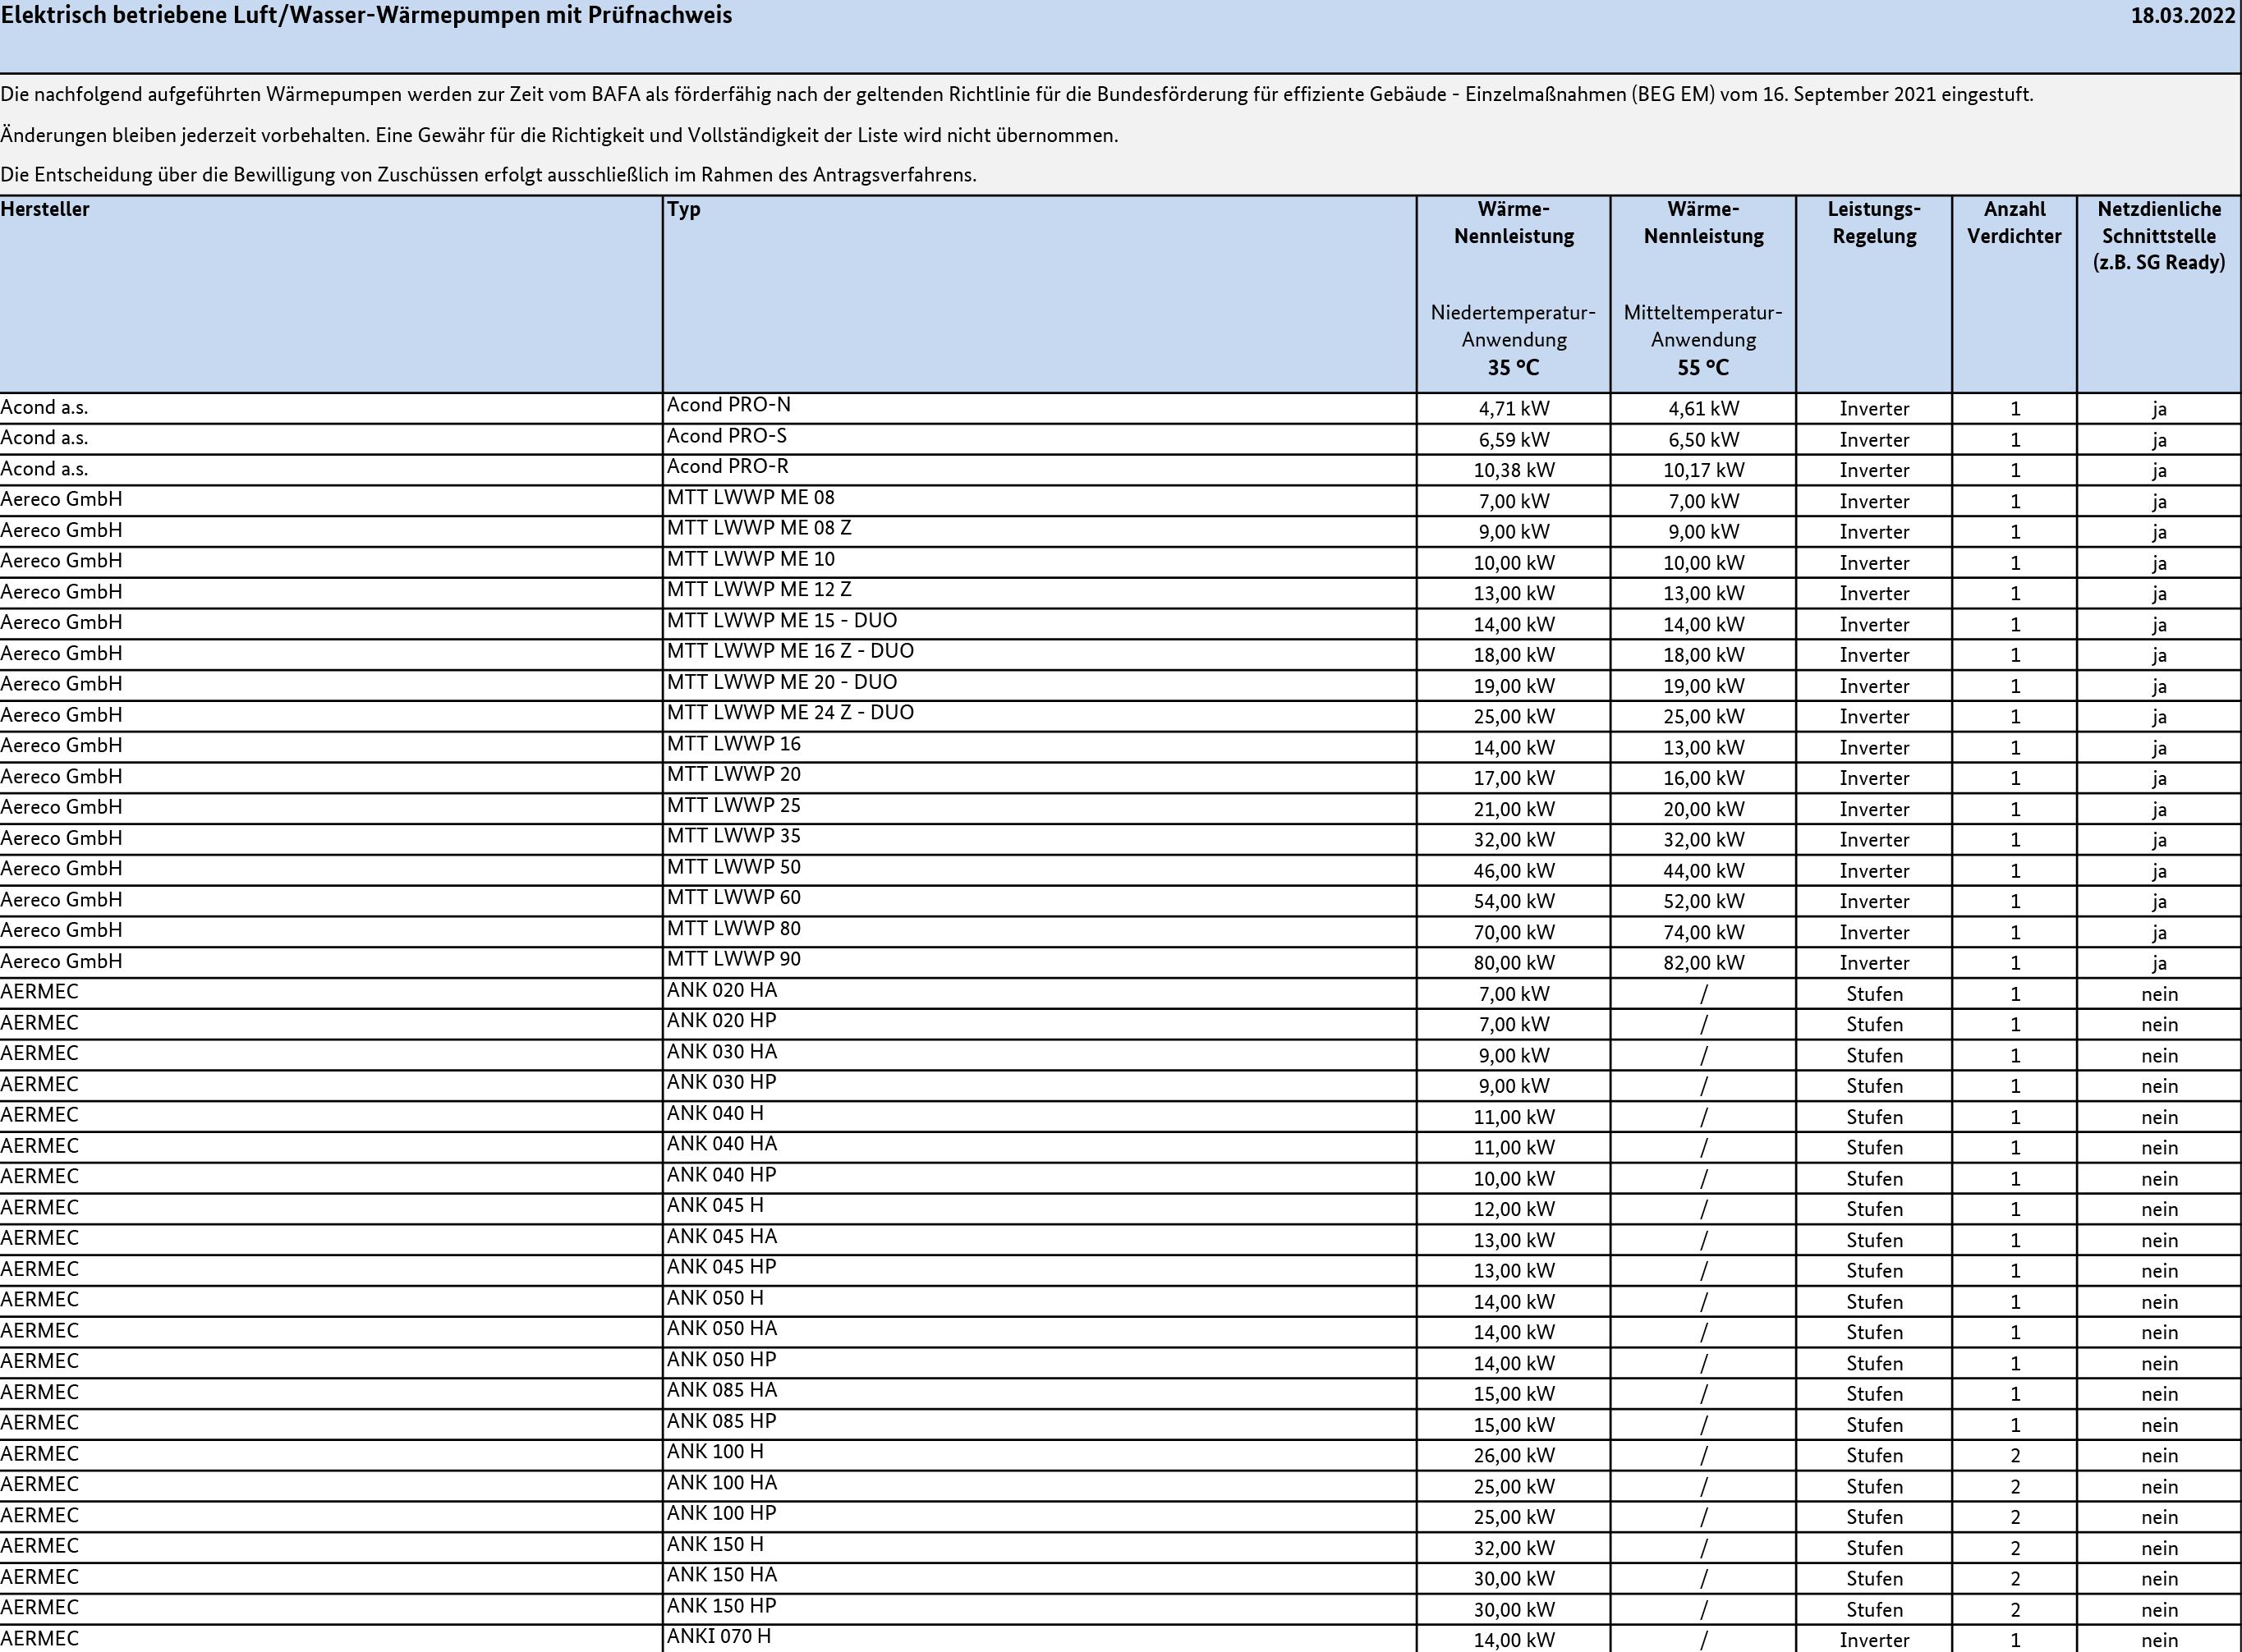 Elektrisch betriebene Luft/Wasser-Wärmepumpen mit Prüfnachweis 18.03.2022
Die nachfolgend aufgeführten Wärmepumpen werden zur Zeit vom BAFA als förderfähig nach der geltenden Richtlinie für die Bundesförderung für effiziente Gebäude - Einzelmaßnahmen (BEG EM) vom 16. September 2021 eingestuft.
Änderungen bleiben jederzeit vorbehalten. Eine Gewähr für die Richtigkeit und Vollständigkeit der Liste wird nicht übernommen.
Die Entscheidung über die Bewilligung von Zuschüssen erfolgt ausschließlich im Rahmen des Antragsverfahrens.
Hersteller Typ Wärme- Wärme- Leistungs- Anzahl Netzdienliche
Nennleistung Nennleistung Regelung Verdichter Schnittstelle
(z.B. SG Ready)
Niedertemperatur- Mitteltemperatur-
Anwendung Anwendung
35 °C 55 °C
Acond a.s. Acond PRO-N 4,71 kW 4,61 kW Inverter 1 ja
Acond a.s. Acond PRO-S 6,59 kW 6,50 kW Inverter 1 ja
Acond a.s. Acond PRO-R 10,38 kW 10,17 kW Inverter 1 ja
Aereco GmbH MTT LWWP ME 08 7,00 kW 7,00 kW Inverter 1 ja
Aereco GmbH MTT LWWP ME 08 Z 9,00 kW 9,00 kW Inverter 1 ja
Aereco GmbH MTT LWWP ME 10 10,00 kW 10,00 kW Inverter 1 ja
Aereco GmbH MTT LWWP ME 12 Z 13,00 kW 13,00 kW Inverter 1 ja
Aereco GmbH MTT LWWP ME 15 - DUO 14,00 kW 14,00 kW Inverter 1 ja
Aereco GmbH MTT LWWP ME 16 Z - DUO 18,00 kW 18,00 kW Inverter 1 ja
Aereco GmbH MTT LWWP ME 20 - DUO 19,00 kW 19,00 kW Inverter 1 ja
Aereco GmbH MTT LWWP ME 24 Z - DUO 25,00 kW 25,00 kW Inverter 1 ja
Aereco GmbH MTT LWWP 16 14,00 kW 13,00 kW Inverter 1 ja
Aereco GmbH MTT LWWP 20 17,00 kW 16,00 kW Inverter 1 ja
Aereco GmbH MTT LWWP 25 21,00 kW 20,00 kW Inverter 1 ja
Aereco GmbH MTT LWWP 35 32,00 kW 32,00 kW Inverter 1 ja
Aereco GmbH MTT LWWP 50 46,00 kW 44,00 kW Inverter 1 ja
Aereco GmbH MTT LWWP 60 54,00 kW 52,00 kW Inverter 1 ja
Aereco GmbH MTT LWWP 80 70,00 kW 74,00 kW Inverter 1 ja
Aereco GmbH MTT LWWP 90 80,00 kW 82,00 kW Inverter 1 ja
AERMEC ANK 020 HA 7,00 kW / Stufen 1 nein
AERMEC ANK 020 HP 7,00 kW / Stufen 1 nein
AERMEC ANK 030 HA 9,00 kW / Stufen 1 nein
AERMEC ANK 030 HP 9,00 kW / Stufen 1 nein
AERMEC ANK 040 H 11,00 kW / Stufen 1 nein
AERMEC ANK 040 HA 11,00 kW / Stufen 1 nein
AERMEC ANK 040 HP 10,00 kW / Stufen 1 nein
AERMEC ANK 045 H 12,00 kW / Stufen 1 nein
AERMEC ANK 045 HA 13,00 kW / Stufen 1 nein
AERMEC ANK 045 HP 13,00 kW / Stufen 1 nein
AERMEC ANK 050 H 14,00 kW / Stufen 1 nein
AERMEC ANK 050 HA 14,00 kW / Stufen 1 nein
AERMEC ANK 050 HP 14,00 kW / Stufen 1 nein
AERMEC ANK 085 HA 15,00 kW / Stufen 1 nein
AERMEC ANK 085 HP 15,00 kW / Stufen 1 nein
AERMEC ANK 100 H 26,00 kW / Stufen 2 nein
AERMEC ANK 100 HA 25,00 kW / Stufen 2 nein
AERMEC ANK 100 HP 25,00 kW / Stufen 2 nein
AERMEC ANK 150 H 32,00 kW / Stufen 2 nein
AERMEC ANK 150 HA 30,00 kW / Stufen 2 nein
AERMEC ANK 150 HP 30,00 kW / Stufen 2 nein
AERMEC ANKI 070 H 14,00 kW / Inverter 1 nein